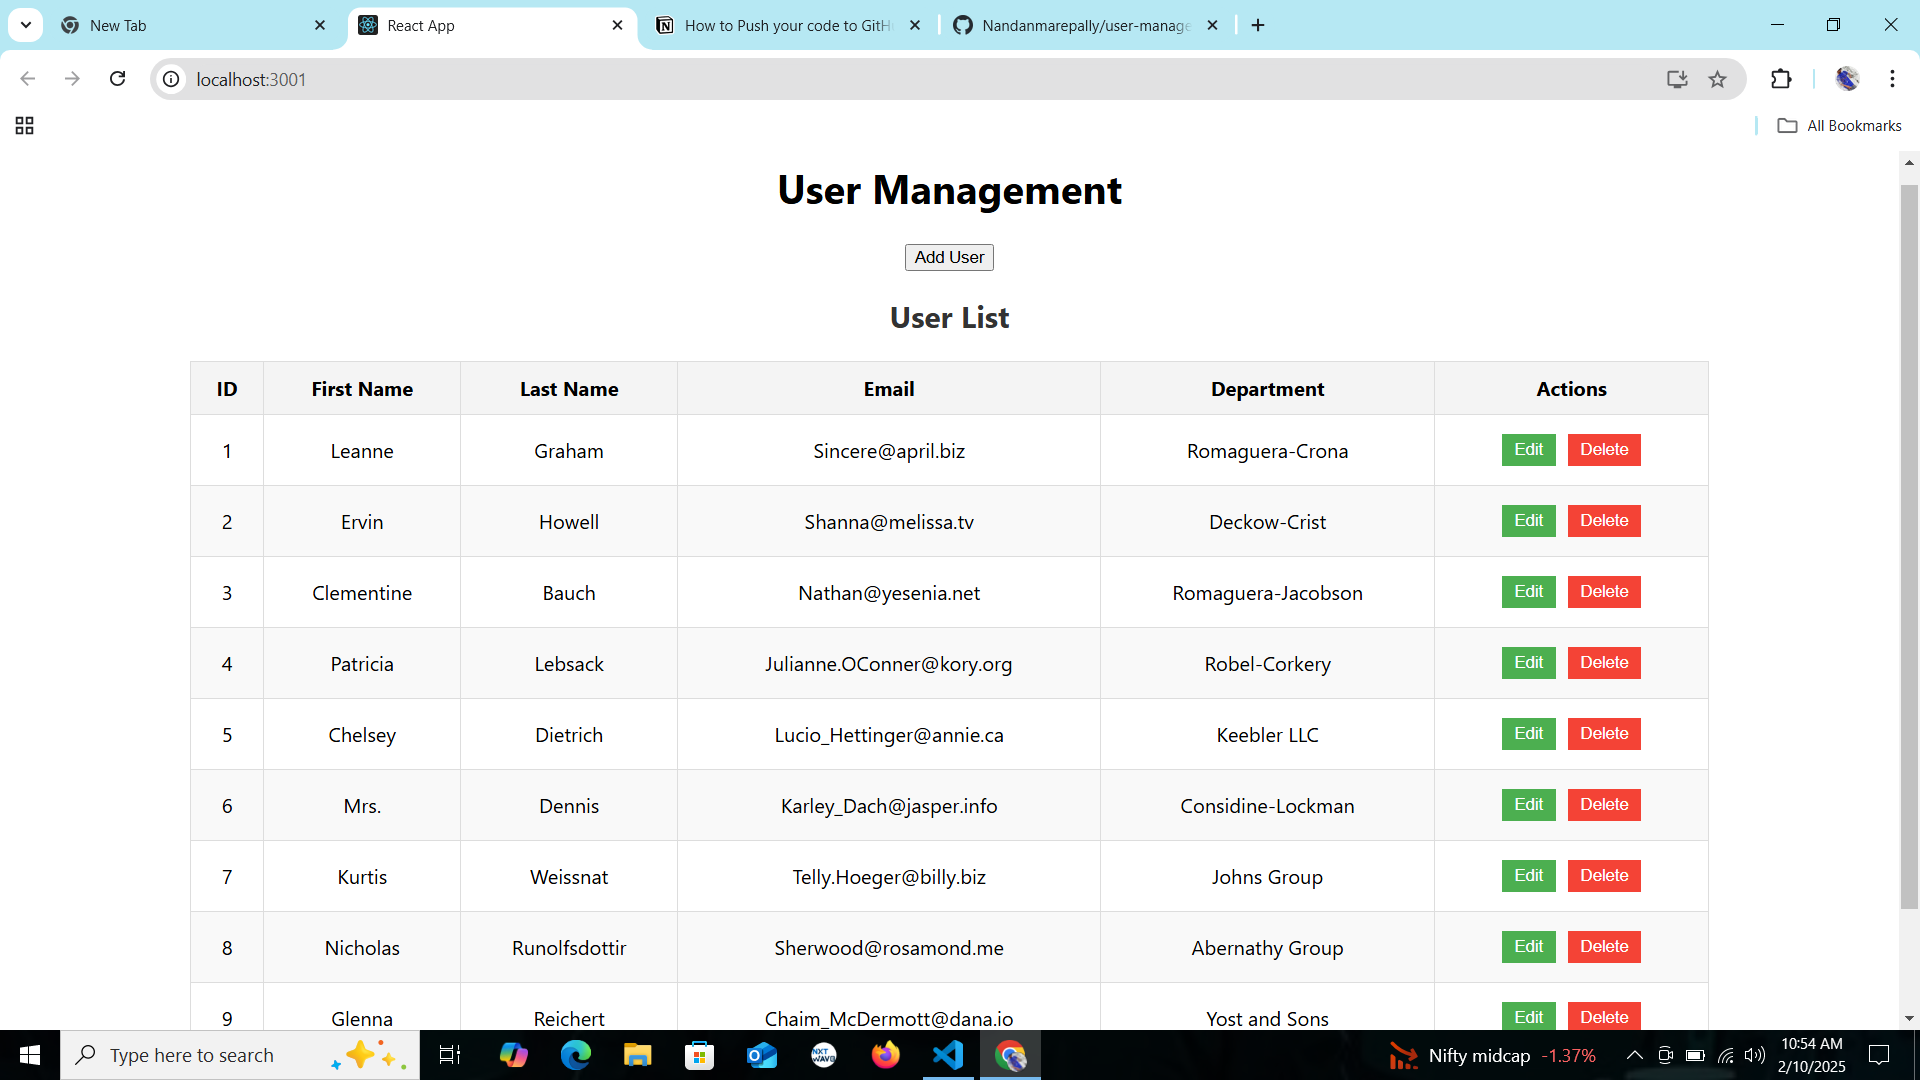 New Tab
React App
How to Push your code to GitH
Nandanmarepally/user-manage
localhost:3001
All Bookmarks
User Management
Add User
User List
ID First Name Last Name Email Department Actions
1 Leanne Graham Sincere@april.biz Romaguera-Crona Edit Delete
2 Ervin Howell Shanna@melissa.tv Deckow-Crist Edit Delete
3 Clementine Bauch Nathan@yesenia.net Romaguera-Jacobson Edit Delete
4 Patricia Lebsack Julianne.OConner@kory.org Robel-Corkery Edit Delete
5 Chelsey Dietrich Lucio_Hettinger@annie.ca Keebler LLC Edit Delete
6 Mrs. Dennis Karley_Dach@jasper.info Considine-Lockman Edit Delete
7 Kurtis Weissnat Telly.Hoeger@billy.biz Johns Group Edit Delete
8 Nicholas Runolfsdottir Sherwood@rosamond.me Abernathy Group Edit Delete
9 Glenna Reichert Chaim_McDermott@dana.io Yost and Sons Edit Delete
Type here to search
NXT
WAVE
Nifty midcap -1.37%
10:54 AM
2/10/2025